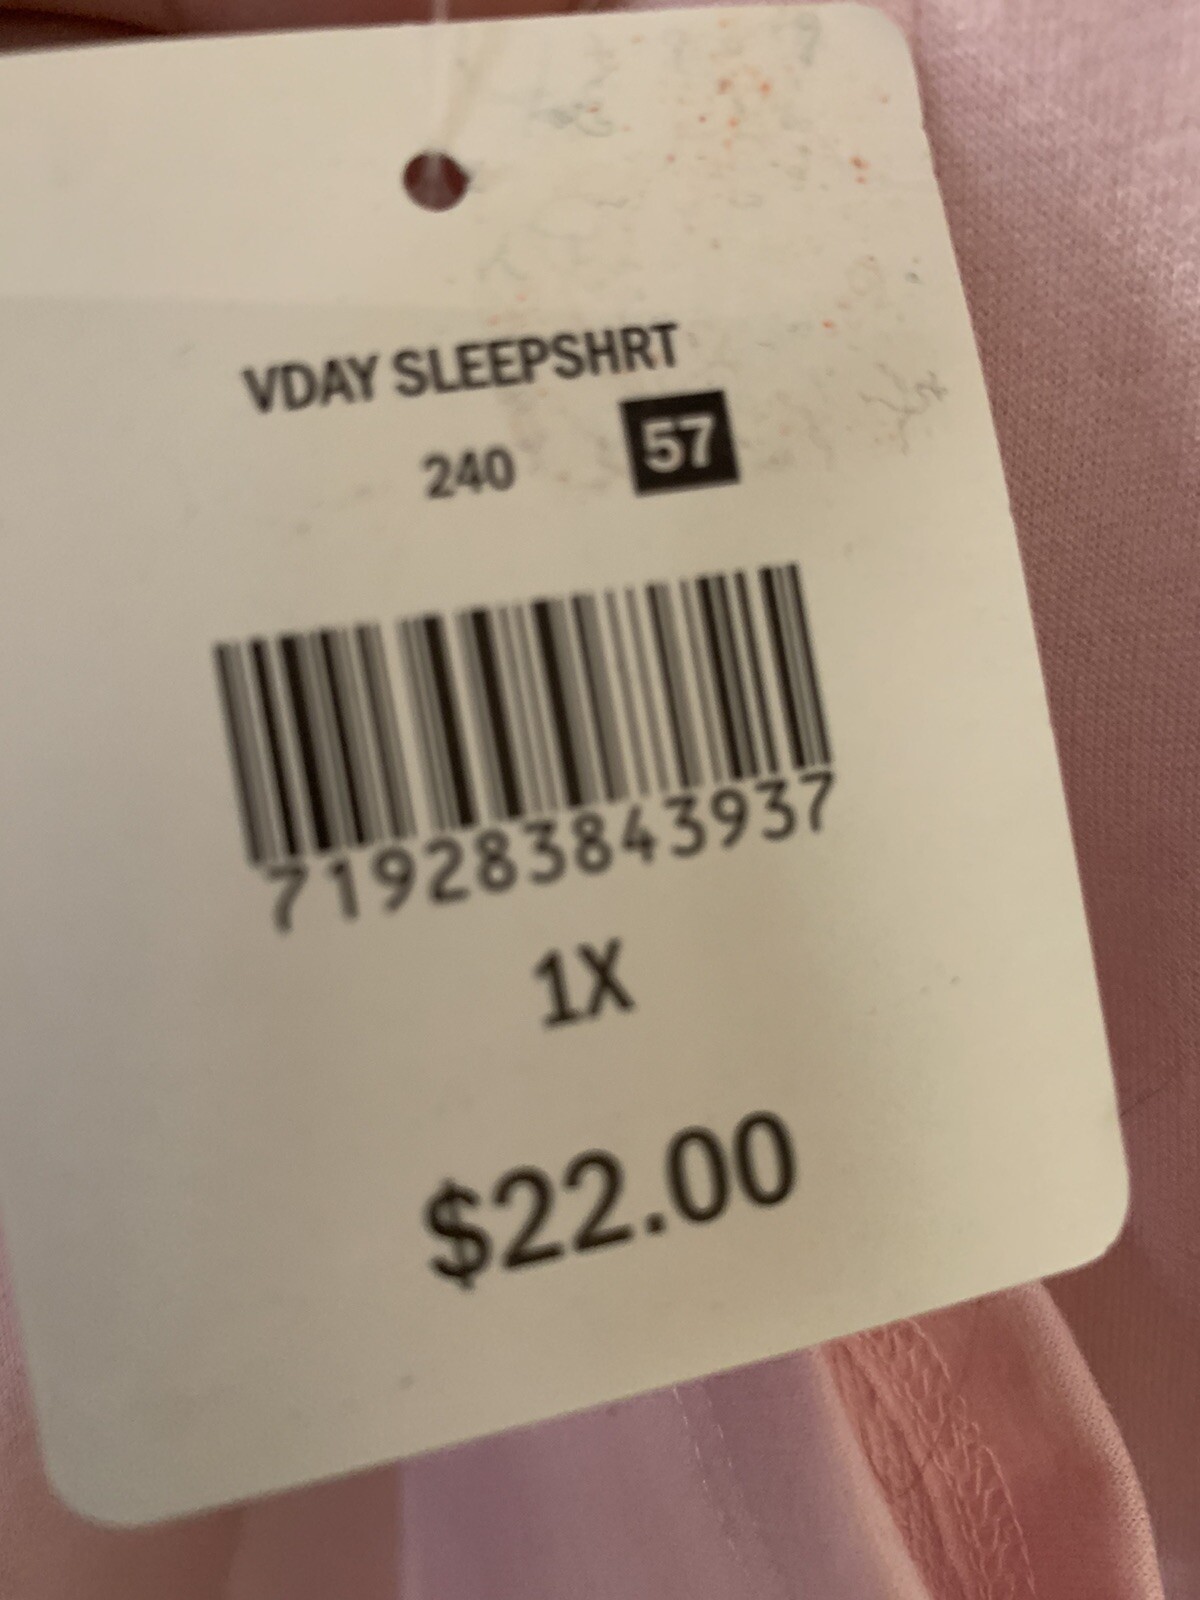 VDAY SLEEPSHRT
240 57
719283843937
1X
$22.00